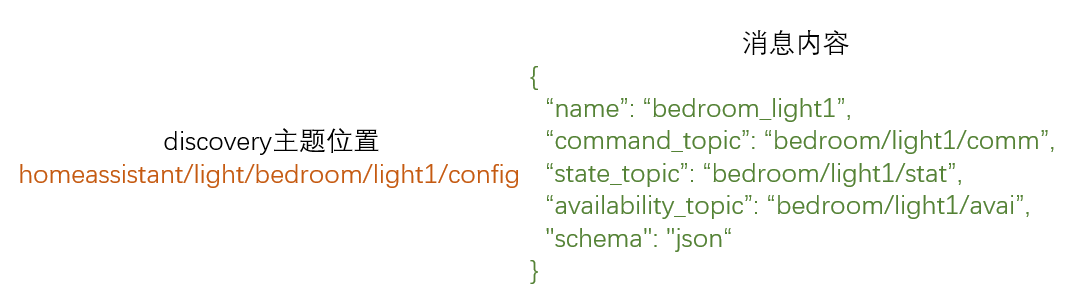 discovery主题位置
homeassistant/light/bedroom/light1/config
消息内容
{
“name”: “bedroom_light1”,
“command_topic”: “bedroom/light1/comm”,
“state_topic”: “bedroom/light1/stat”,
“availability_topic”: “bedroom/light1/avai”,
"schema": "json“
}